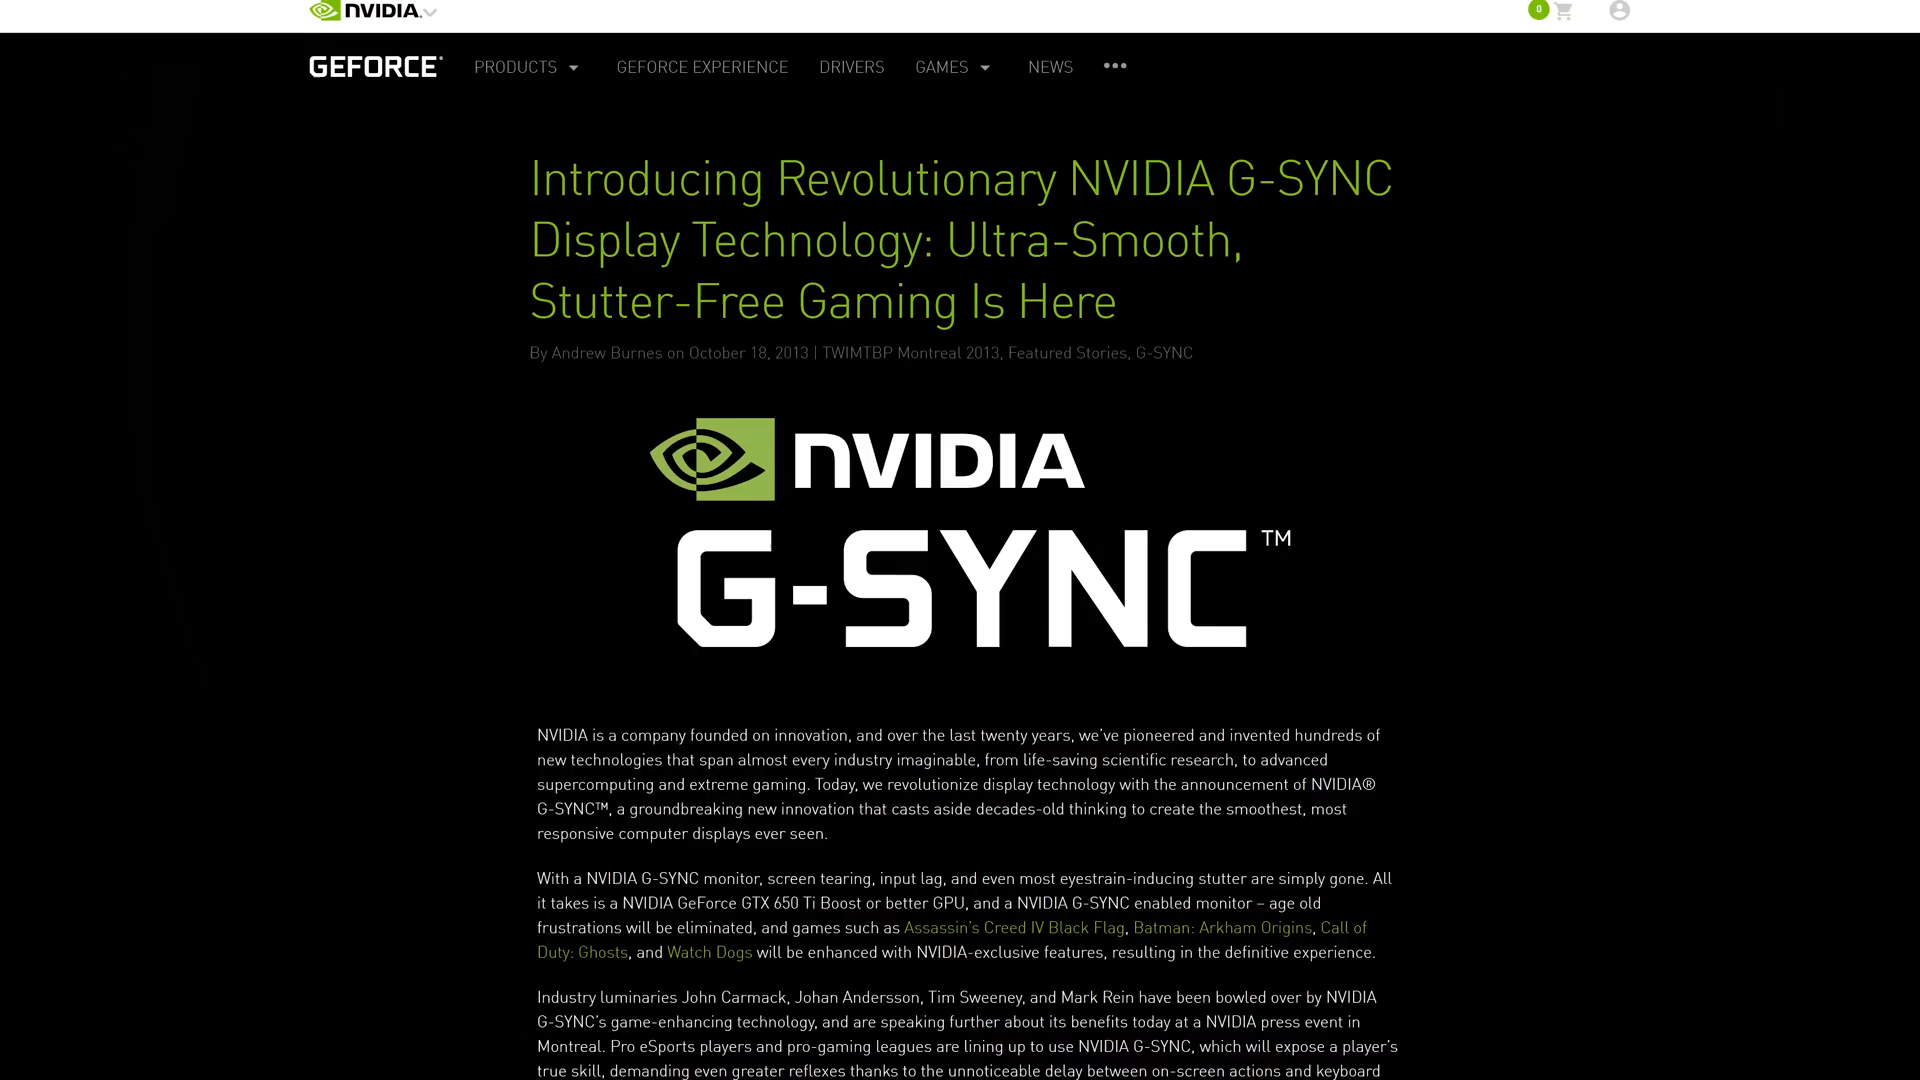 NVIDIA.
0
GEFORCE®
PRODUCTS
GEFORCE EXPERIENCE
DRIVERS
GAMES
NEWS
Introducing Revolutionary NVIDIA G-SYNC
Display Technology: Ultra-Smooth,
Stutter-Free Gaming Is Here
By Andrew Burnes on October 18, 2013 | TWIMTBP Montreal 2013, Featured Stories, G-SYNC
NVIDIA
G-SYNC™
NVIDIA is a company founded on innovation, and over the last twenty years, we've pioneered and invented hundreds of
new technologies that span almost every industry imaginable, from life-saving scientific research, to advanced
supercomputing and extreme gaming. Today, we revolutionize display technology with the announcement of NVIDIA®
G-SYNC™, a groundbreaking new innovation that casts aside decades-old thinking to create the smoothest, most
responsive computer displays ever seen.
With a NVIDIA G-SYNC monitor, screen tearing, input lag, and even most eyestrain-inducing stutter are simply gone. All
it takes is a NVIDIA GeForce GTX 650 Ti Boost or better GPU, and a NVIDIA G-SYNC enabled monitor – age old
frustrations will be eliminated, and games such as Assassin's Creed IV Black Flag, Batman: Arkham Origins, Call of
Duty: Ghosts, and Watch Dogs will be enhanced with NVIDIA-exclusive features, resulting in the definitive experience.
Industry luminaries John Carmack, Johan Andersson, Tim Sweeney, and Mark Rein have been bowled over by NVIDIA
G-SYNC's game-enhancing technology, and are speaking further about its benefits today at a NVIDIA press event in
Montreal. Pro eSports players and pro-gaming leagues are lining up to use NVIDIA G-SYNC, which will expose a player's
true skill, demanding even greater reflexes thanks to the unnoticeable delay between on-screen actions and keyboard